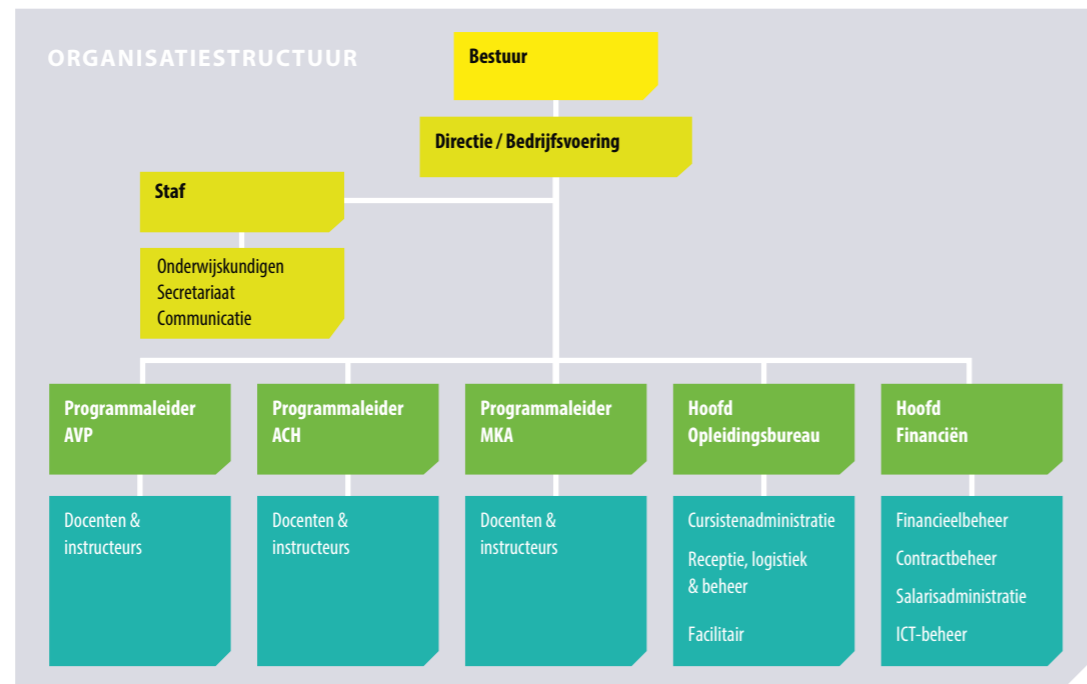 ORGANISATIESTRUCTUUR
Bestuur
Directie / Bedrijfsvoering
Staf
Onderwijskundigen
Secretariaat
Communicatie
Programmaleider
AVP
Docenten &
instructeurs
Programmaleider
ACH
Docenten &
instructeurs
Programmaleider
MKA
Docenten &
instructeurs
Hoofd
Opleidingsbureau
Cursistenadministratie
Receptie, logistiek
& beheer
Facilitair
Hoofd
Financiën
Financieelbeheer
Contractbeheer
Salarisadministratie
ICT-beheer